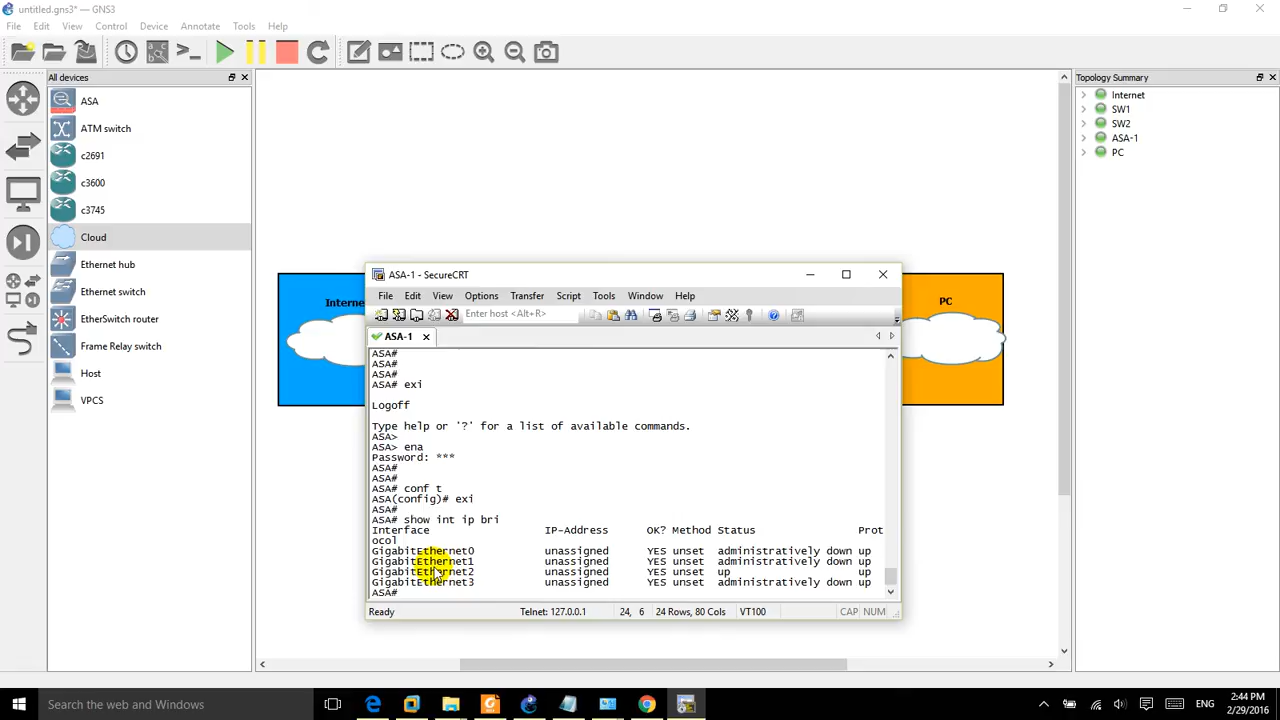 untitled.gns3* — GNS3
File Edit View Control Device Annotate Tools Help
All devices
ASA
ATM switch
c2691
c3600
c3745
Cloud
Ethernet hub
Ethernet switch
EtherSwitch router
Frame Relay switch
Host
VPCS
Topology Summary
Internet
SW1
SW2
ASA-1
PC
Interne
PC
ASA-1 - SecureCRT
File Edit View Options Transfer Script Tools Window Help
Enter host <Alt+R>
ASA-1
ASA#
ASA#
ASA#
ASA# exi
Logoff
Type help or '?' for a list of available commands.
ASA>
ASA> ena
Password: ***
ASA#
ASA#
ASA# conf t
ASA(config)# exi
ASA#
ASA# show int ip bri
Interface IP-Address OK? Method Status Prot
ocol
GigabitEthernet0 unassigned YES unset administratively down up
GigabitEthernet1 unassigned YES unset administratively down up
GigabitEthernet2 unassigned YES unset up up
GigabitEthernet3 unassigned YES unset administratively down up
ASA#
Ready Telnet: 127.0.0.1 24, 6 24 Rows, 80 Cols VT100 CAP NUM
Search the web and Windows
ENG
2:44 PM
2/29/2016